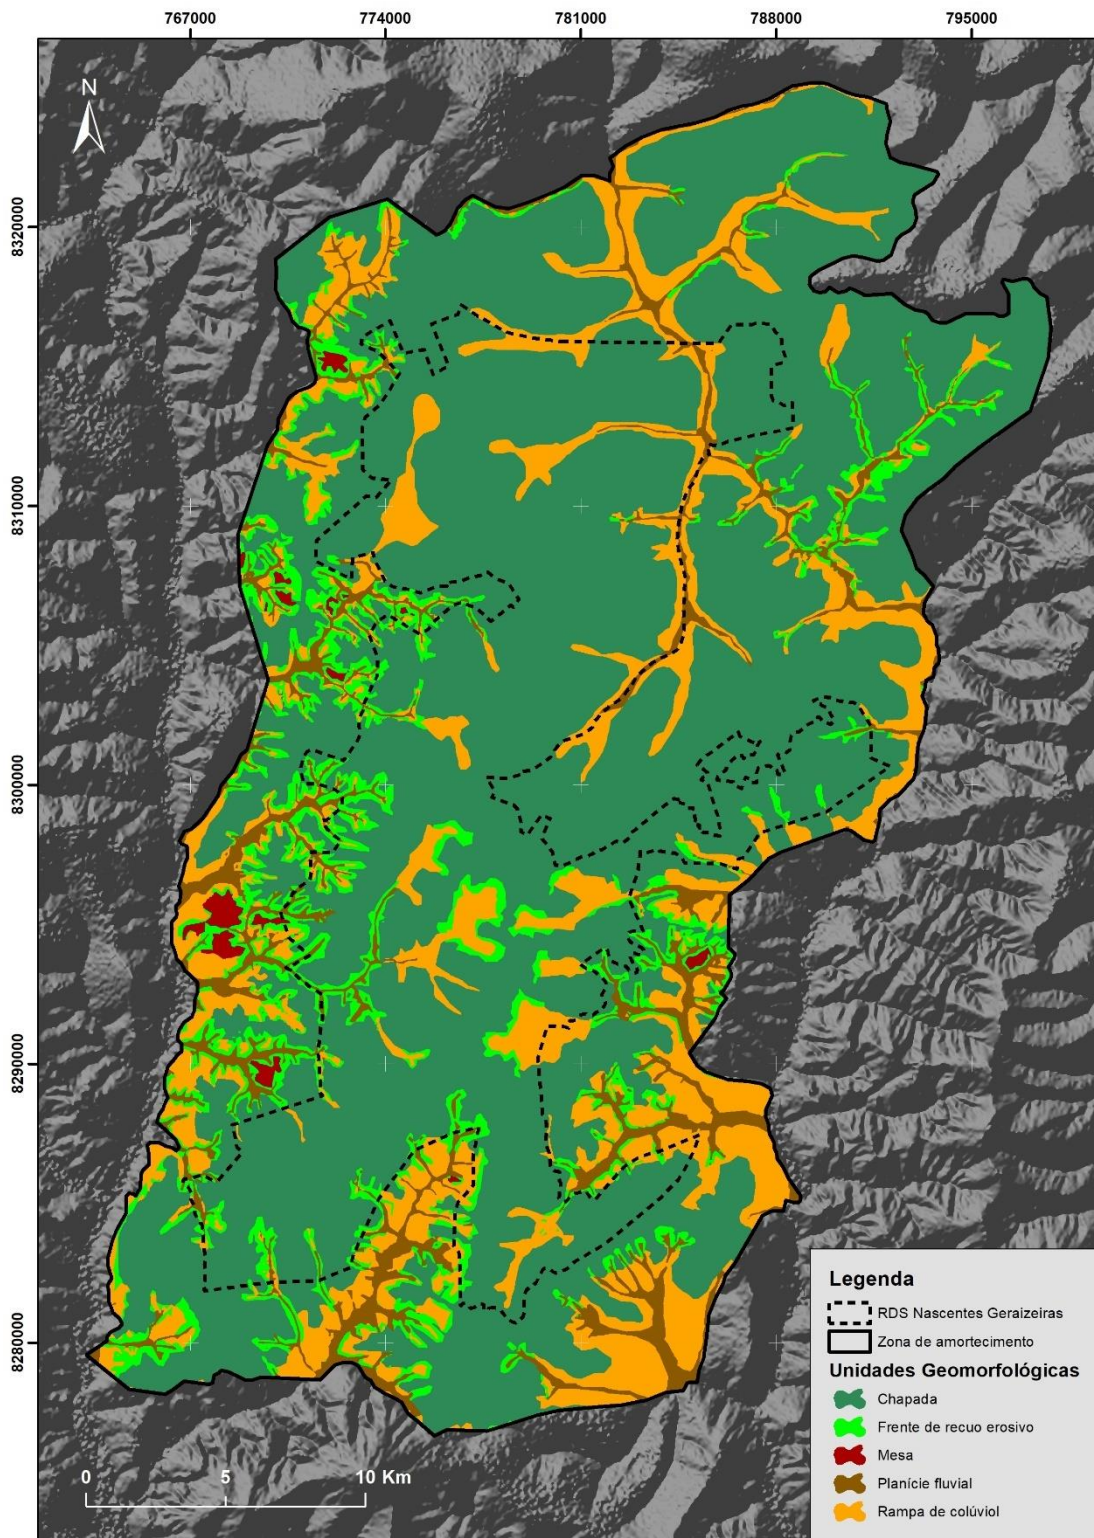 767000 774000 781000 788000 795000
N
8320000
8310000
8300000
8290000
8280000
0 5 10 Km
Legenda
RDS Nascentes Geraizeiras
Zona de amortecimento
Unidades Geomorfológicas
Chapada
Frente de recuo erosivo
Mesa
Planície fluvial
Rampa de colúviol